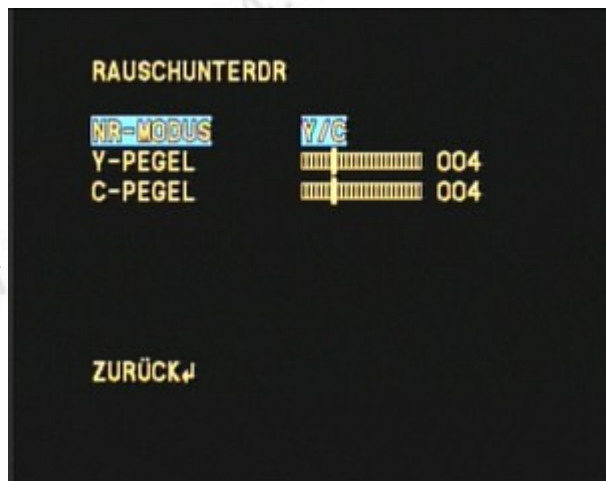 RAUSCHUNTERDR
NR-MODUS Y/C
Y-PEGEL 004
C-PEGEL 004
ZURÜCK↲